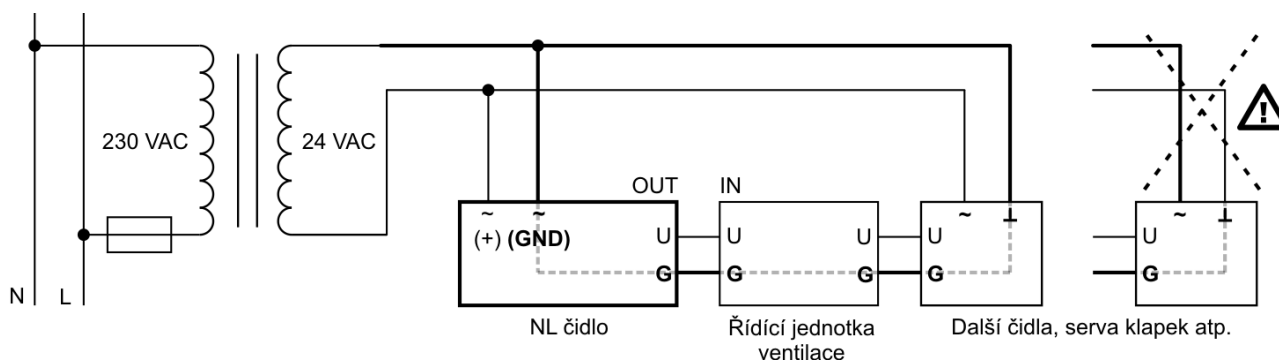 230 VAC
24 VAC
N
L
OUT
IN
~
~
(+) (GND)
U
G
U
G
U
G
~
⊥
U
G
~
⊥
U
G
!
NL čidlo
Řídící jednotka
ventilace
Další čidla, serva klapek atp.